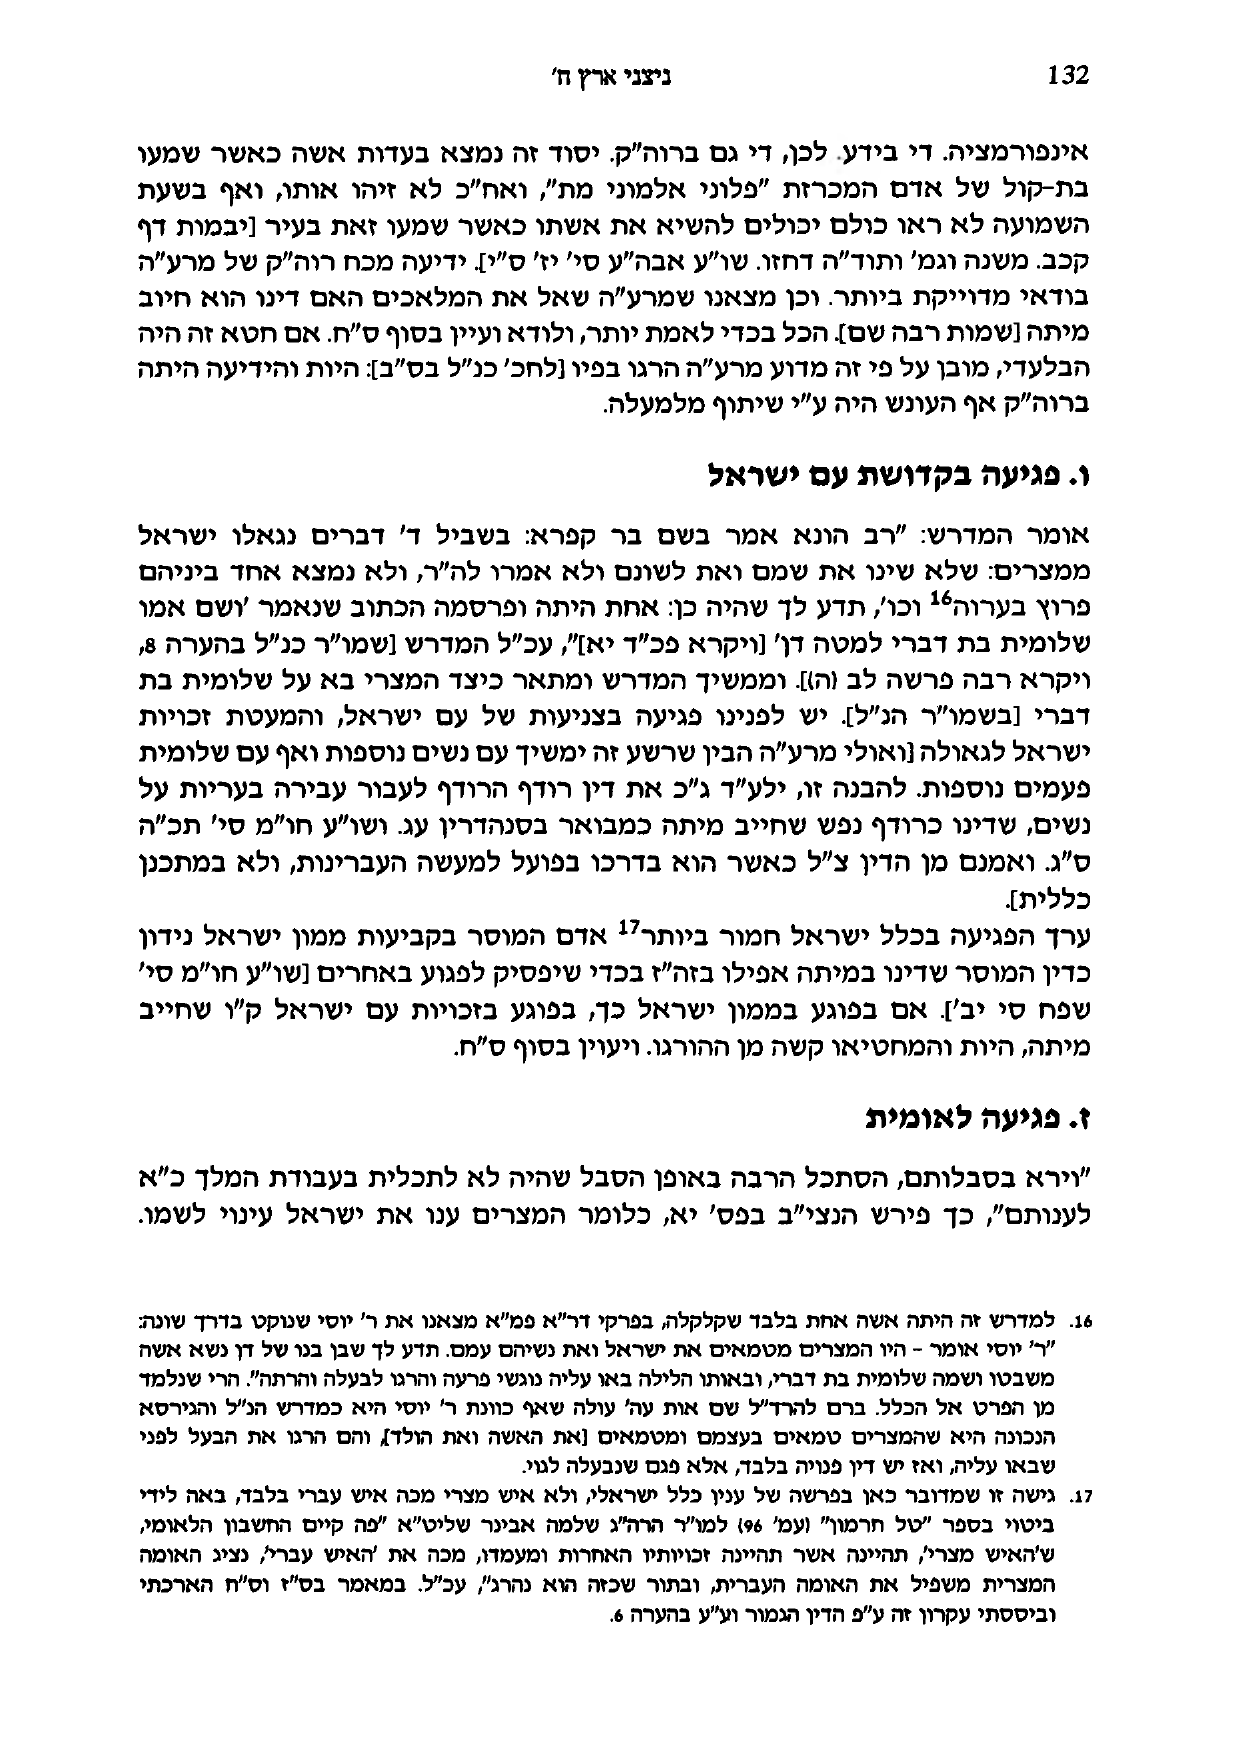 132
ניצני ארץ ח'
אינפורמציה. די בידע. לכן, די גם ברוה"ק. יסוד זה נמצא בעדות אשה כאשר שמעו
בת-קול של אדם המכרזת "פלוני אלמוני מת", ואח"כ לא זיהו אותו, ואף בשעת
השמועה לא ראו כולם יכולים להשיא את אשתו כאשר שמעו זאת בעיר [יבמות דף
קכב. משנה וגמ' ותוד"ה דחזו. שו"ע אבה"ע סי' יז' ס"י]. ידיעה מכח רוה"ק של מרע"ה
בודאי מדוייקת ביותר. וכן מצאנו שמרע"ה שאל את המלאכים האם דינו הוא חיוב
מיתה [שמות רבה שם]. הכל בכדי לאמת יותר, ולודא ועיין בסוף ס"ח. אם חטא זה היה
הבלעדי, מובן על פי זה מדוע מרע"ה הרגו בפיו [לחכ' כנ"ל בס"ב]: היות והידיעה היתה
ברוה"ק אף העונש היה ע"י שיתוף מלמעלה.
ו. פגיעה בקדושת עם ישראל
אומר המדרש: "רב הונא אמר בשם בר קפרא: בשביל ד' דברים נגאלו ישראל
ממצרים: שלא שינו את שמם ואת לשונם ולא אמרו לה"ר, ולא נמצא אחד ביניהם
פרוץ בערוה16 וכו', תדע לך שהיה כן: אחת היתה ופרסמה הכתוב שנאמר 'ושם אמו
שלומית בת דברי למטה דן' [ויקרא פכ"ד יא]", עכ"ל המדרש [שמו"ר כנ"ל בהערה 8,
ויקרא רבה פרשה לב (ה)]. וממשיך המדרש ומתאר כיצד המצרי בא על שלומית בת
דברי [בשמו"ר הנ"ל]. יש לפנינו פגיעה בצניעות של עם ישראל, והמעטת זכויות
ישראל לגאולה [ואולי מרע"ה הבין שרשע זה ימשיך עם נשים נוספות ואף עם שלומית
פעמים נוספות. להבנה זו, ילע"ד ג"כ את דין רודף הרודף לעבור עבירה בעריות על
נשים, שדינו כרודף נפש שחייב מיתה כמבואר בסנהדרין עג. ושו"ע חו"מ סי' תכ"ה
ס"ג. ואמנם מן הדין צ"ל כאשר הוא בדרכו בפועל למעשה העברינות, ולא במתכנן
כללית].
ערך הפגיעה בכלל ישראל חמור ביותר17 אדם המוסר בקביעות ממון ישראל נידון
כדין המוסר שדינו במיתה אפילו בזה"ז בכדי שיפסיק לפגוע באחרים [שו"ע חו"מ סי'
שפח סי יב']. אם בפוגע בממון ישראל כך, בפוגע בזכויות עם ישראל ק"ו שחייב
מיתה, היות והמחטיאו קשה מן ההורגו. ויעוין בסוף ס"ח.
ז. פגיעה לאומית
"וירא בסבלותם, הסתכל הרבה באופן הסבל שהיה לא לתכלית בעבודת המלך כ"א
לענותם", כך פירש הנצי"ב בפס' יא, כלומר המצרים ענו את ישראל עינוי לשמו.
16. למדרש זה היתה אשה אחת בלבד שקלקלה, בפרקי דר"א פמ"א מצאנו את ר' יוסי שנוקט בדרך שונה:
"ר' יוסי אומר – היו המצרים מטמאים את ישראל ואת נשיהם עמם. תדע לך שבן בנו של דן נשא אשה
משבטו ושמה שלומית בת דברי, ובאותו הלילה באו עליה נוגשי פרעה והרגו לבעלה והרתה". הרי שנלמד
מן הפרט אל הכלל. ברם להרד"ל שם אות עה' עולה שאף כוונת ר' יוסי היא כמדרש הנ"ל והגירסא
הנכונה היא שהמצרים טמאים בעצמם ומטמאים [את האשה ואת הולד], והם הרגו את הבעל לפני
שבאו עליה, ואז יש דין פנויה בלבד, אלא פגם שנבעלה לגוי.
17. גישה זו שמדובר כאן בפרשה של ענין כלל ישראלי, ולא איש מצרי מכה איש עברי בלבד, באה לידי
ביטוי בספר "טל חרמון" (עמ' 96) למו"ר הרה"ג שלמה אבינר שליט"א "פה קיים החשבון הלאומי,
ש'האיש מצרי', תהיינה אשר תהיינה זכויותיו האחרות ומעמדו, מכה את 'האיש עברי', נציג האומה
המצרית משפיל את האומה העברית, ובתור שכזה הוא נהרג", עכ"ל. במאמר בס"ז וס"ח הארכתי
וביססתי עקרון זה ע"פ הדין הגמור וע"ע בהערה 6.